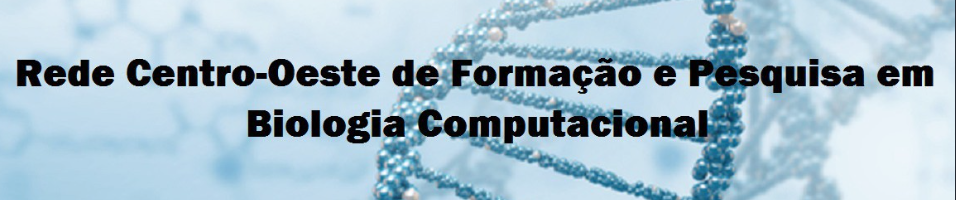 Rede Centro-Oeste de Formação e Pesquisa em
Biologia Computacional